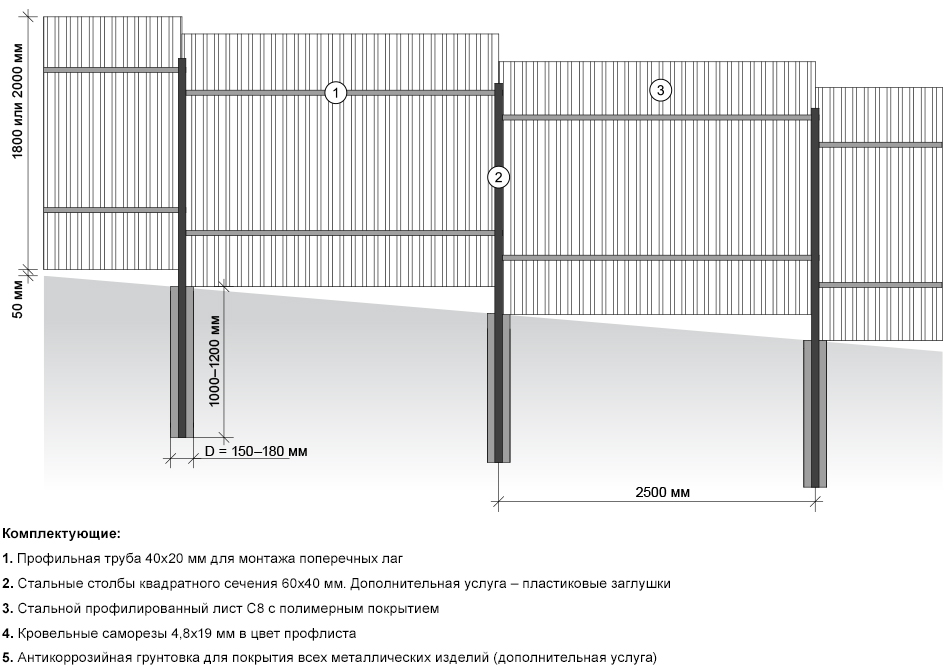 1800 или 2000 мм
1
3
2
50 мм
1000–1200 мм
D = 150–180 мм
2500 мм
Комплектующие:
1. Профильная труба 40х20 мм для монтажа поперечных лаг
2. Стальные столбы квадратного сечения 60х40 мм. Дополнительная услуга – пластиковые заглушки
3. Стальной профилированный лист С8 с полимерным покрытием
4. Кровельные саморезы 4,8х19 мм в цвет профлиста
5. Антикоррозийная грунтовка для покрытия всех металлических изделий (дополнительная услуга)